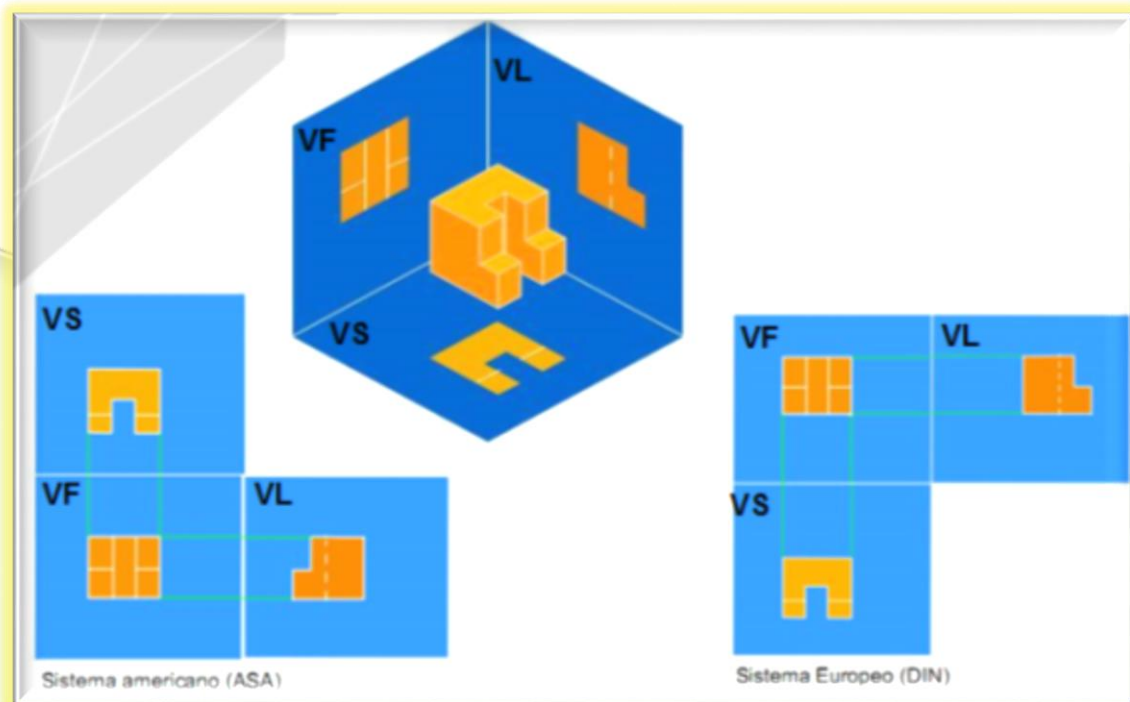 VL
VF
VS
VS
VF
VL
Sistema americano (ASA)
VF
VL
VS
Sistema Europeo (DIN)